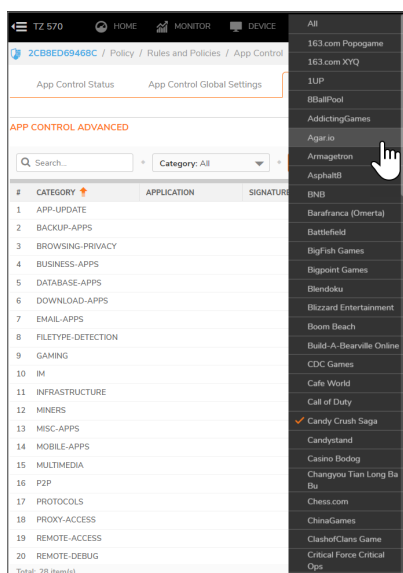 TZ 570 HOME MONITOR DEVICE
2CB8ED69468C / Policy / Rules and Policies / App Control
App Control Status App Control Global Settings
APP CONTROL ADVANCED
Search... Category: All
# CATEGORY APPLICATION SIGNATURE
1 APP-UPDATE
2 BACKUP-APPS
3 BROWSING-PRIVACY
4 BUSINESS-APPS
5 DATABASE-APPS
6 DOWNLOAD-APPS
7 EMAIL-APPS
8 FILETYPE-DETECTION
9 GAMING
10 IM
11 INFRASTRUCTURE
12 MINERS
13 MISC-APPS
14 MOBILE-APPS
15 MULTIMEDIA
16 P2P
17 PROTOCOLS
18 PROXY-ACCESS
19 REMOTE-ACCESS
20 REMOTE-DEBUG
Total: 28 item(s)
All
163.com Popogame
163.com XYQ
1UP
8BallPool
AddictingGames
Agar.io
Armagetron
Asphalt8
BNB
Barafranca (Omerta)
Battlefield
BigFish Games
Bigpoint Games
Blendoku
Blizzard Entertainment
Boom Beach
Build-A-Bearville Online
CDC Games
Cafe World
Call of Duty
Candy Crush Saga
Candystand
Casino Bodog
Changyou Tian Long Ba
Bu
Chess.com
ChinaGames
ClashofClans Game
Critical Force Critical
Ops